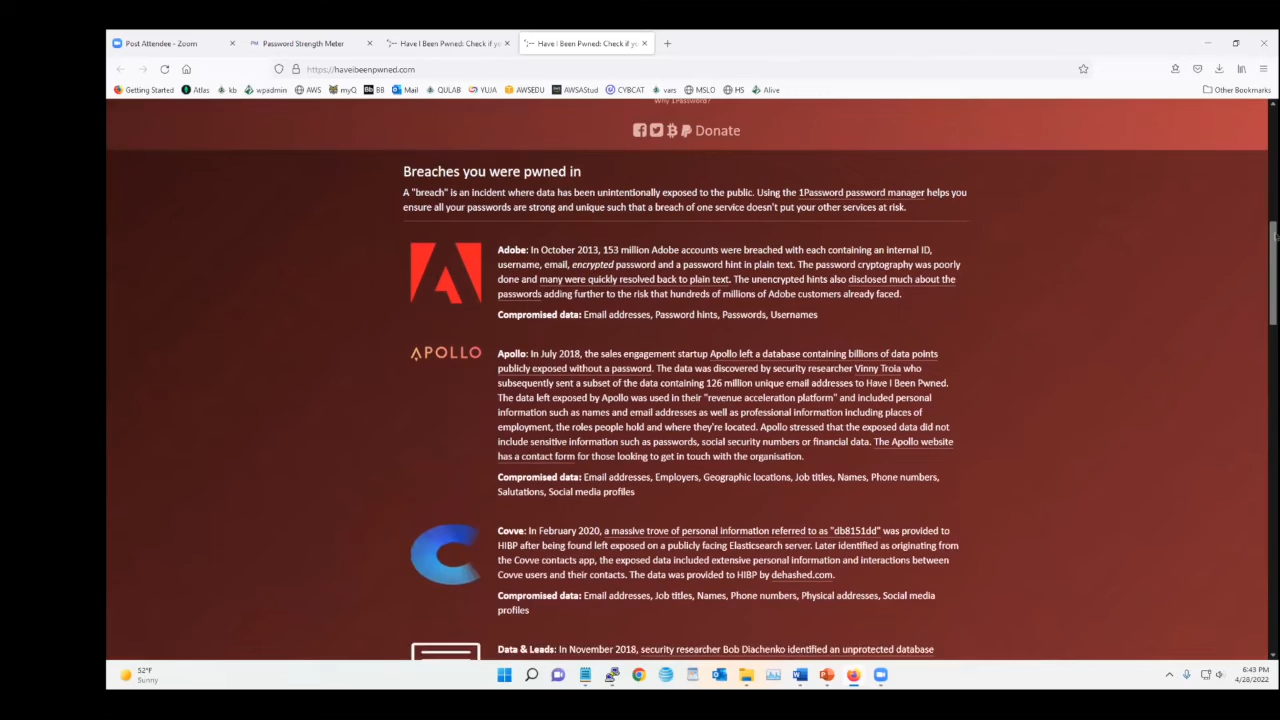 Post Attendee - Zoom
Password Strength Meter
Have I Been Pwned: Check if yo
Have I Been Pwned: Check if yo
https://haveibeenpwned.com
Getting Started
Atlas
kb
wpadmin
AWS
myQ
Bb
BB
Mail
QULAB
YUJA
AWSEDU
AWSAStud
CYBCAT
vars
MSLO
HS
Alive
Other Bookmarks
Why 1Password?
Donate
Breaches you were pwned in
A "breach" is an incident where data has been unintentionally exposed to the public. Using the 1Password password manager helps you
ensure all your passwords are strong and unique such that a breach of one service doesn't put your other services at risk.
Adobe: In October 2013, 153 million Adobe accounts were breached with each containing an internal ID,
username, email, encrypted password and a password hint in plain text. The password cryptography was poorly
done and many were quickly resolved back to plain text. The unencrypted hints also disclosed much about the
passwords adding further to the risk that hundreds of millions of Adobe customers already faced.
Compromised data: Email addresses, Password hints, Passwords, Usernames
APOLLO
Apollo: In July 2018, the sales engagement startup Apollo left a database containing billions of data points
publicly exposed without a password. The data was discovered by security researcher Vinny Troia who
subsequently sent a subset of the data containing 126 million unique email addresses to Have I Been Pwned.
The data left exposed by Apollo was used in their "revenue acceleration platform" and included personal
information such as names and email addresses as well as professional information including places of
employment, the roles people hold and where they're located. Apollo stressed that the exposed data did not
include sensitive information such as passwords, social security numbers or financial data. The Apollo website
has a contact form for those looking to get in touch with the organisation.
Compromised data: Email addresses, Employers, Geographic locations, Job titles, Names, Phone numbers,
Salutations, Social media profiles
Covve: In February 2020, a massive trove of personal information referred to as "db8151dd" was provided to
HIBP after being found left exposed on a publicly facing Elasticsearch server. Later identified as originating from
the Covve contacts app, the exposed data included extensive personal information and interactions between
Covve users and their contacts. The data was provided to HIBP by dehashed.com.
Compromised data: Email addresses, Job titles, Names, Phone numbers, Physical addresses, Social media
profiles
Data & Leads: In November 2018, security researcher Bob Diachenko identified an unprotected database
52°F
Sunny
6:43 PM
4/28/2022